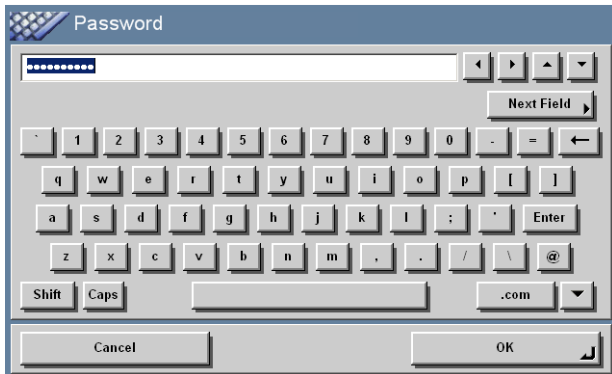 Password
••••••••••
Next Field
` 1 2 3 4 5 6 7 8 9 0 - = ←
q w e r t y u i o p [ ]
a s d f g h j k l ; ' Enter
z x c v b n m , . / \ @
Shift Caps .com
Cancel OK